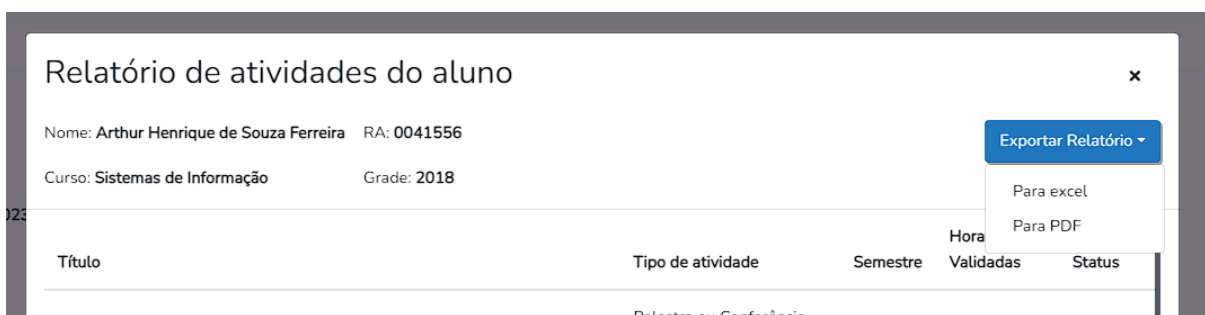 Relatório de atividades do aluno
×
Nome: Arthur Henrique de Souza Ferreira RA: 0041556
Exportar Relatório
Curso: Sistemas de Informação Grade: 2018
Para excel
Para PDF
Título Tipo de atividade Semestre Validadas Status